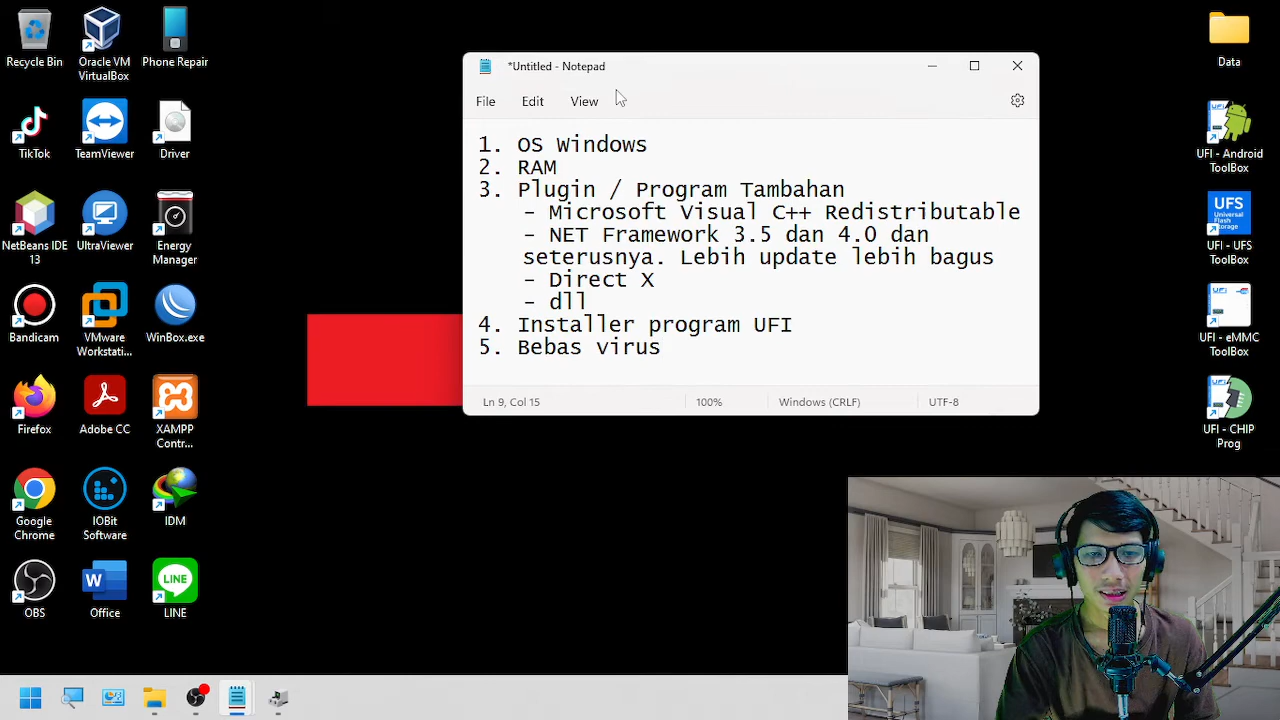 Recycle Bin
Oracle VM
VirtualBox
Phone Repair
TikTok
TeamViewer
Driver
NetBeans IDE
13
UltraViewer
Energy
Manager
Bandicam
VMware
Workstati...
WinBox.exe
Firefox
Adobe CC
XAMPP
Contr...
Google
Chrome
IOBit
Software
IDM
OBS
Office
LINE
*Untitled - Notepad
File Edit View
1. OS Windows
2. RAM
3. Plugin / Program Tambahan
- Microsoft Visual C++ Redistributable
- NET Framework 3.5 dan 4.0 dan
seterusnya. Lebih update lebih bagus
- Direct X
- dll
4. Installer program UFI
5. Bebas virus
Ln 9, Col 15 100% Windows (CRLF) UTF-8
Data
UFI - Android
ToolBox
UFS
Universal
Flash
Storage
UFI - UFS
ToolBox
UFI - eMMC
ToolBox
UFI - CHIP
Prog